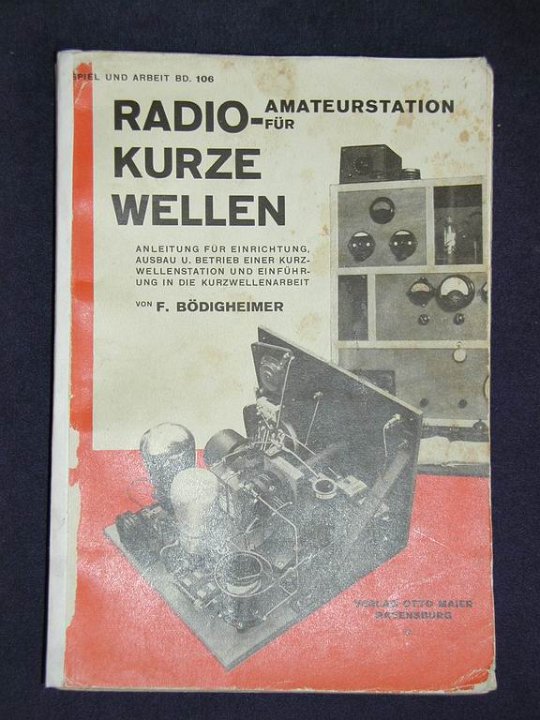 SPIEL UND ARBEIT BD. 106
RADIO-AMATEURSTATION
FÜR
KURZE
WELLEN
ANLEITUNG FÜR EINRICHTUNG,
AUSBAU U. BETRIEB EINER KURZ-
WELLENSTATION UND EINFÜHR-
UNG IN DIE KURZWELLENARBEIT
VON F. BÖDIGHEIMER
VERLAG OTTO MAIER
RAVENSBURG